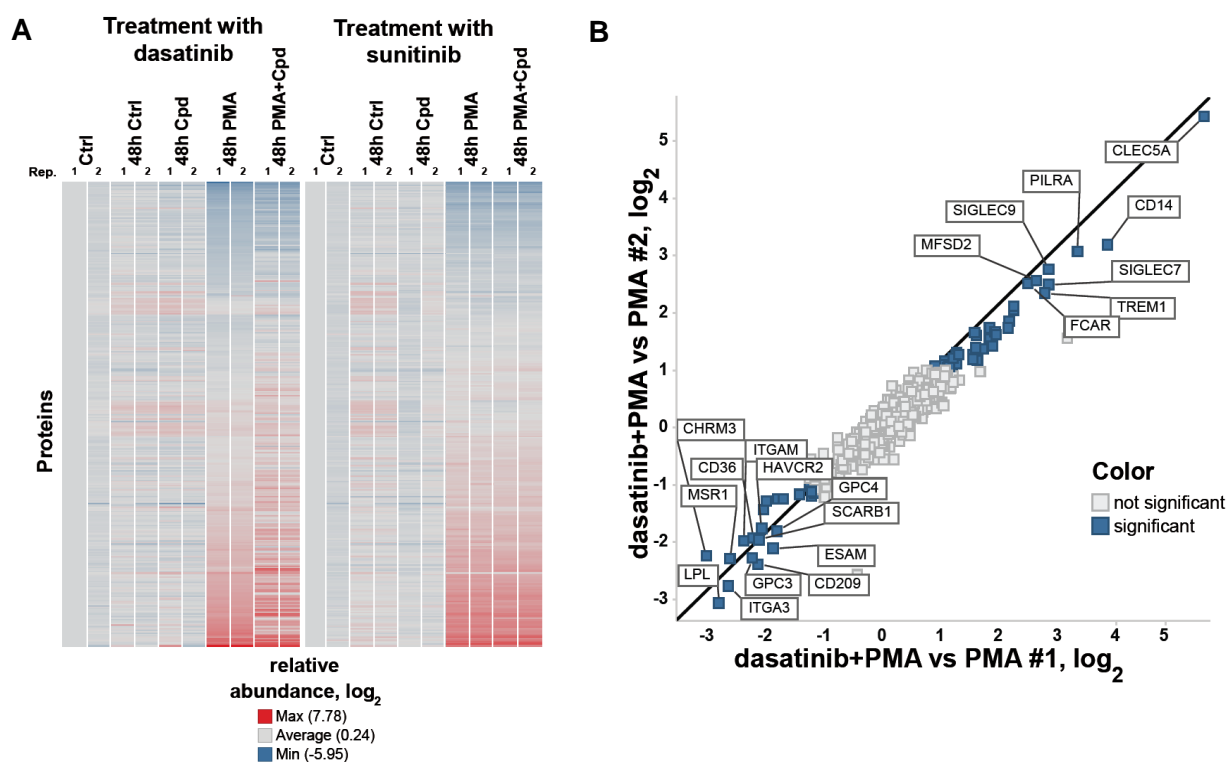 A
Treatment with
dasatinib
Treatment with
sunitinib
Ctrl
48h Ctrl
48h Cpd
48h PMA
48h PMA+Cpd
Ctrl
48h Ctrl
48h Cpd
48h PMA
48h PMA+Cpd
Rep. 1 2 1 2 1 2 1 2 1 2 1 2 1 2 1 2 1 2 1 2
Proteins
relative
abundance, log2
Max (7.78)
Average (0.24)
Min (-5.95)
B
dasatinib+PMA vs PMA #2, log2
5
4
3
2
1
0
-1
-2
-3
CLEC5A
PILRA
CD14
SIGLEC9
MFSD2
SIGLEC7
TREM1
FCAR
CHRM3
ITGAM
CD36
HAVCR2
MSR1
GPC4
SCARB1
ESAM
LPL
GPC3
CD209
ITGA3
Color
not significant
significant
-3 -2 -1 0 1 2 3 4 5
dasatinib+PMA vs PMA #1, log2